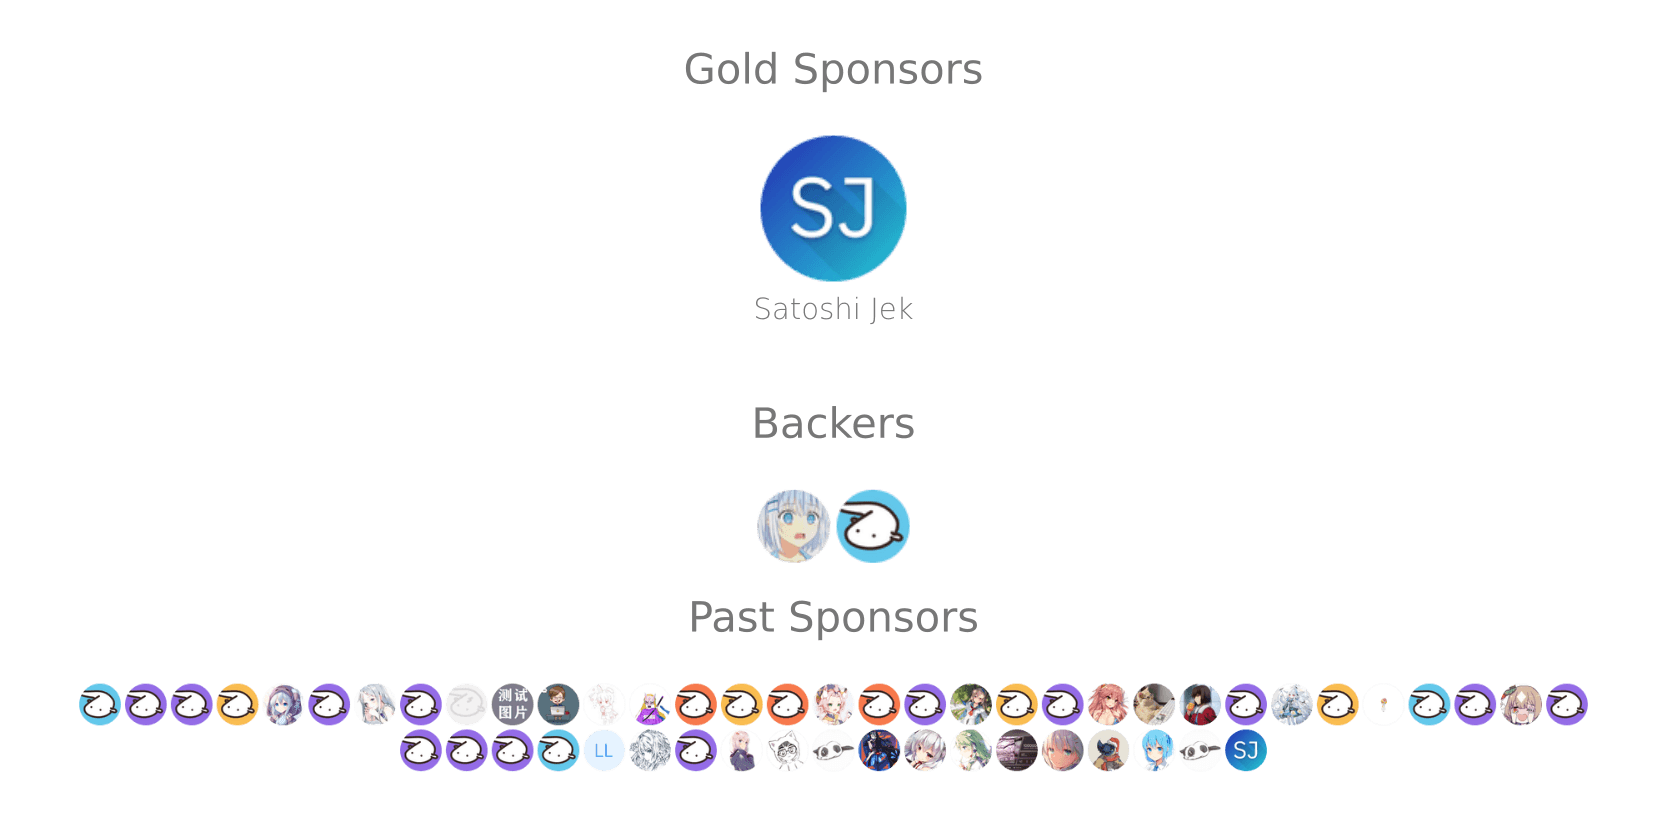 Gold Sponsors
SJ
Satoshi Jek
Backers
Past Sponsors
测试
图片
LL
SJ